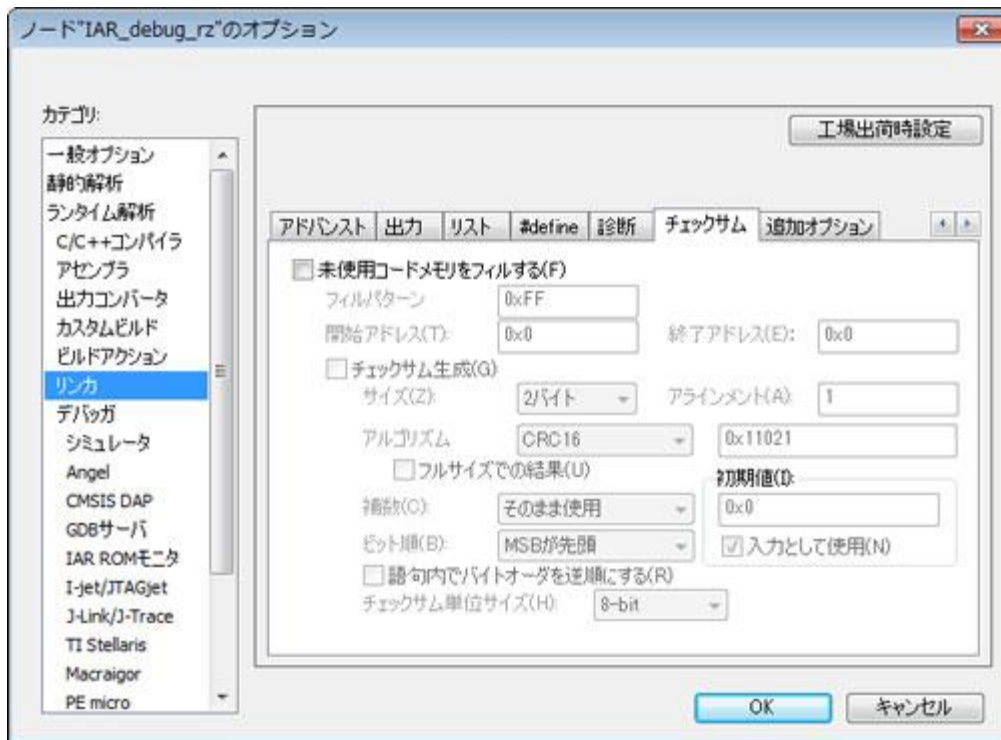 ノード"IAR_debug_rz"のオプション
カテゴリ:
一般オプション
静的解析
ランタイム解析
C/C++コンパイラ
アセンブラ
出力コンバータ
カスタムビルド
ビルドアクション
リンカ
デバッガ
シミュレータ
Angel
CMSIS DAP
GDBサーバ
IAR ROMモニタ
I-jet/JTAGjet
J-Link/J-Trace
TI Stellaris
Macraigor
PE micro
工場出荷時設定
アドバンスト 出力 リスト #define 診断 チェックサム 追加オプション
未使用コードメモリをフィルする(F)
フィルパターン 0xFF
開始アドレス(T): 0x0 終了アドレス(E): 0x0
チェックサム生成(G)
サイズ(Z): 2バイト アラインメント(A): 1
アルゴリズム CRC16 0x11021
フルサイズでの結果(U)
初期値(I):
補数(C): そのまま使用 0x0
ビット順(B): MSBが先頭 入力として使用(N)
語句内でバイトオーダを逆順にする(R)
チェックサム単位サイズ(H): 8-bit
OK キャンセル